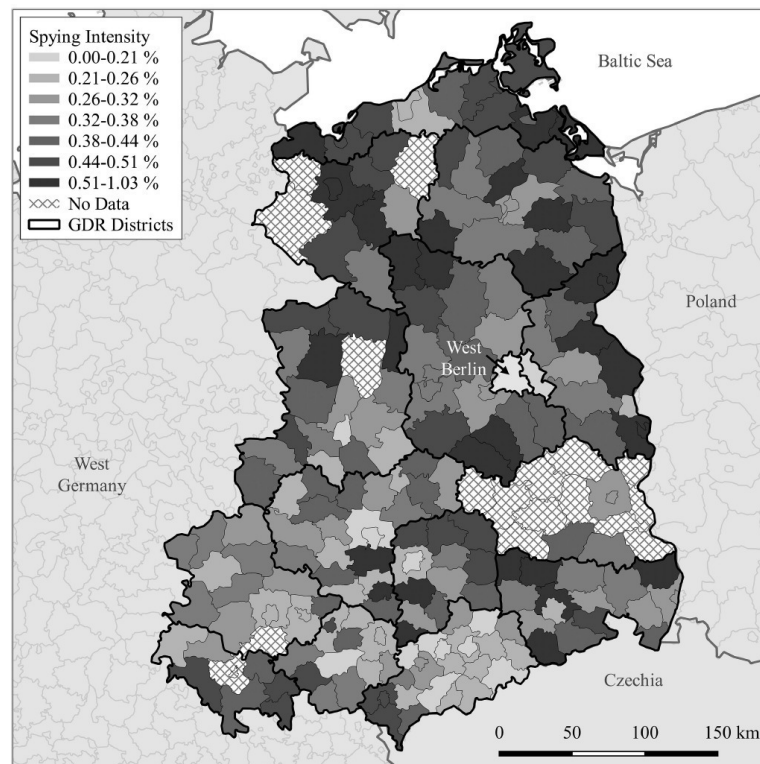 Spying Intensity
0.00-0.21 %
0.21-0.26 %
0.26-0.32 %
0.32-0.38 %
0.38-0.44 %
0.44-0.51 %
0.51-1.03 %
No Data
GDR Districts
Baltic Sea
Poland
West
Berlin
West
Germany
Czechia
0 50 100 150 km